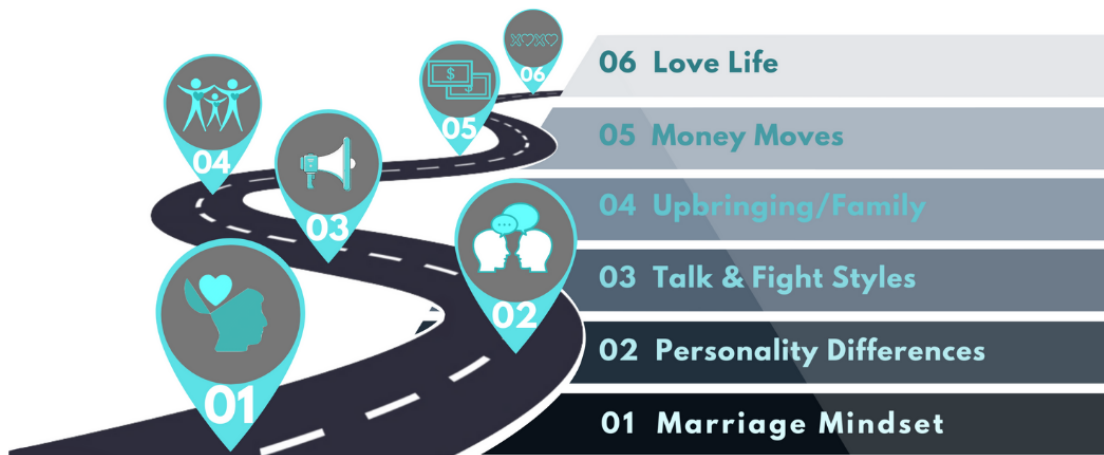 06 Love Life
05 Money Moves
04 Upbringing/Family
03 Talk & Fight Styles
02 Personality Differences
01 Marriage Mindset
XOXO
06
$
$
05
04
03
02
01